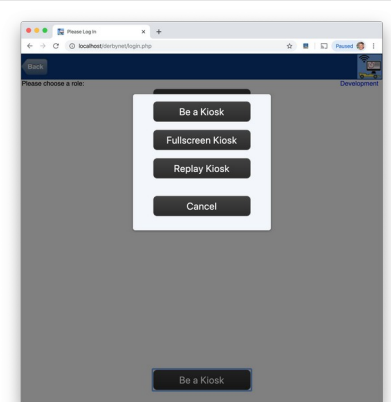 Please Log In
localhost/derbynet/login.php
Paused
Back
Please choose a role:
Development
Be a Kiosk
Fullscreen Kiosk
Replay Kiosk
Cancel
Be a Kiosk